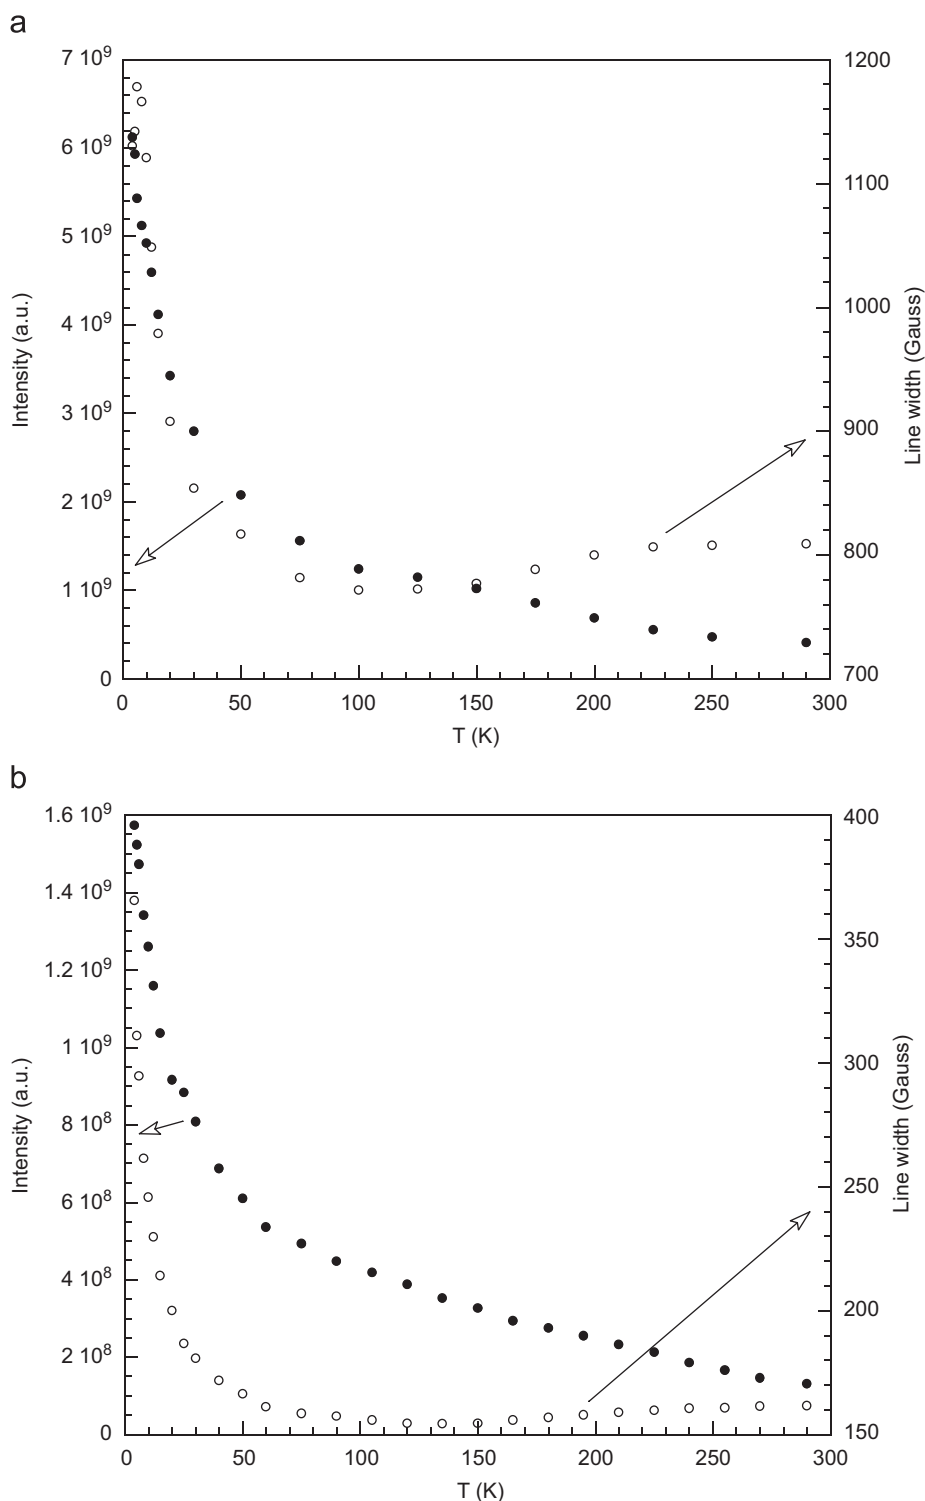 a
7 10⁹
6 10⁹
5 10⁹
4 10⁹
3 10⁹
2 10⁹
1 10⁹
0
Intensity (a.u.)
1200
1100
1000
900
800
700
Line width (Gauss)
0 50 100 150 200 250 300
T (K)
b
1.6 10⁹
1.4 10⁹
1.2 10⁹
1 10⁹
8 10⁸
6 10⁸
4 10⁸
2 10⁸
0
Intensity (a.u.)
400
350
300
250
200
150
Line width (Gauss)
0 50 100 150 200 250 300
T (K)